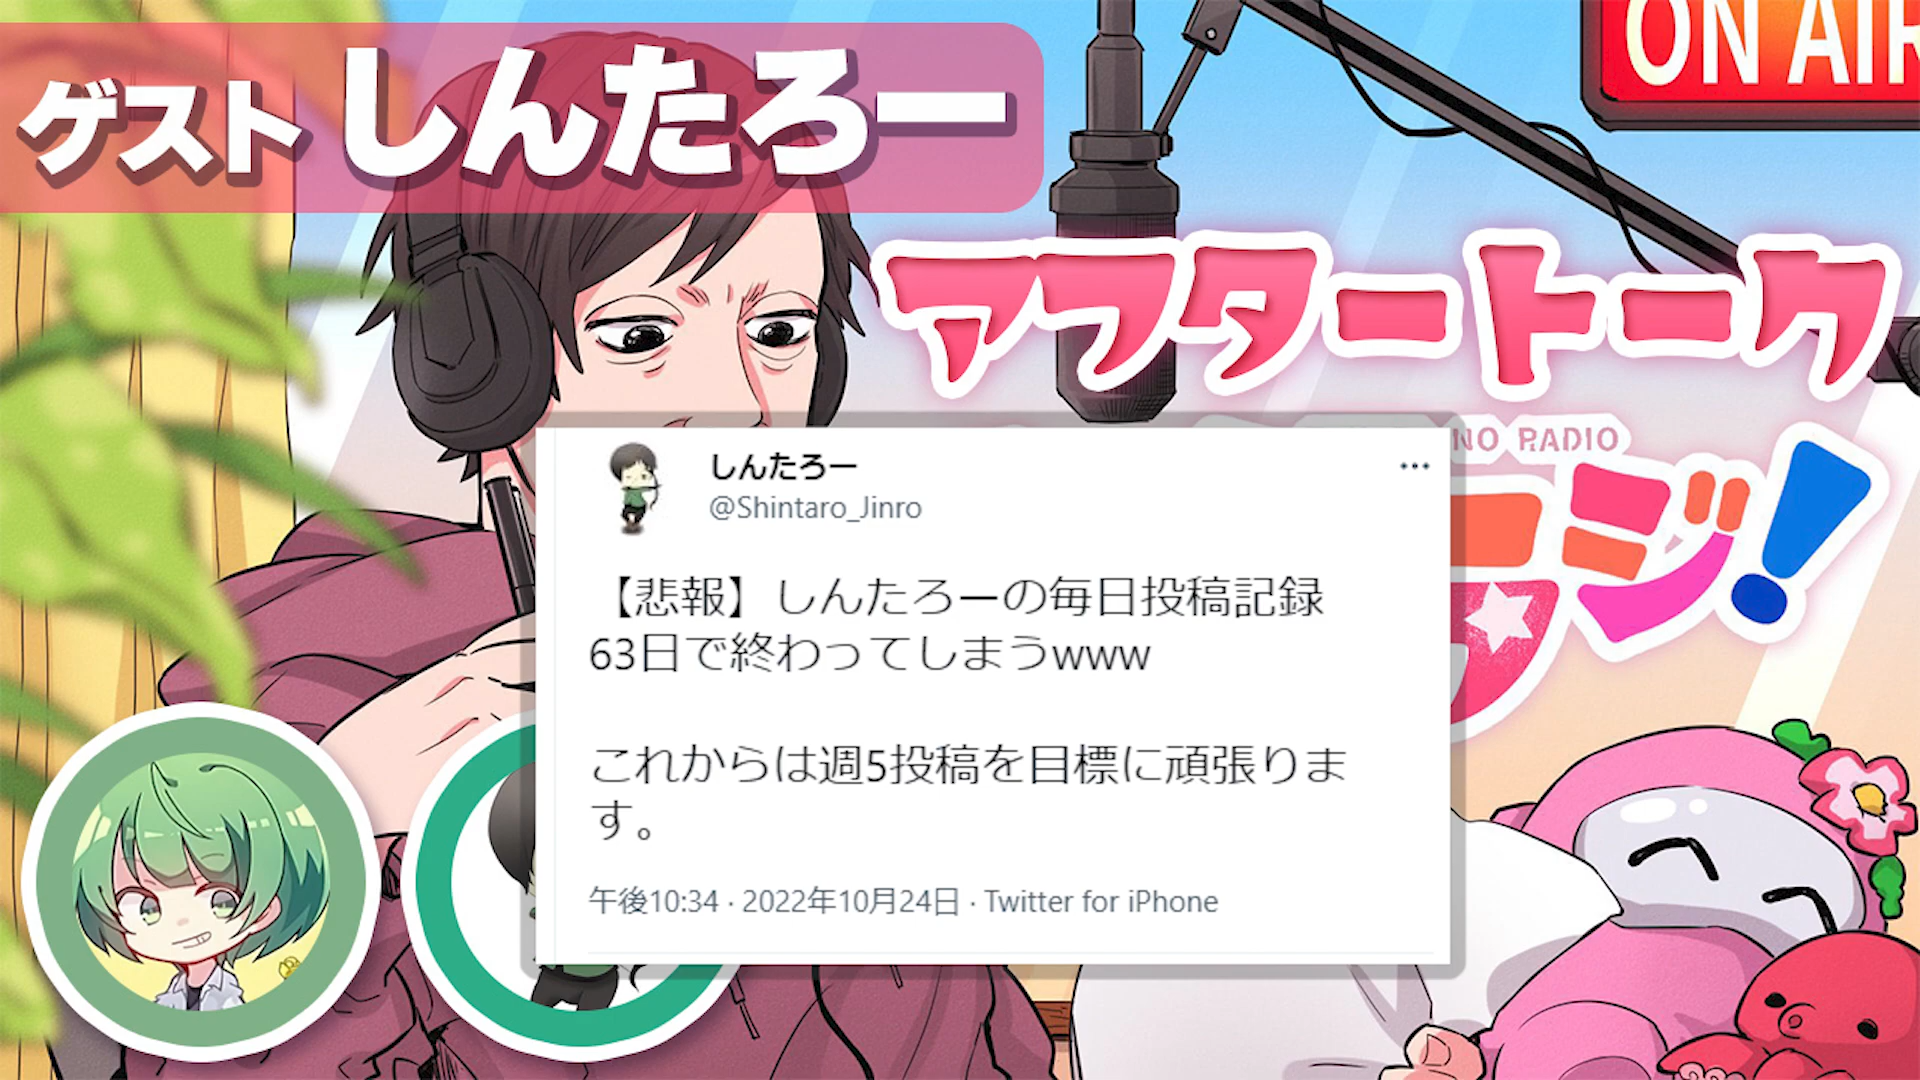 ゲスト しんたろー
ON AIR
アフタートーク
NO RADIO
ジ!
しんたろー
@Shintaro_Jinro
【悲報】しんたろーの毎日投稿記録
63日で終わってしまうwww
これからは週5投稿を目標に頑張りま
す。
午後10:34 · 2022年10月24日 · Twitter for iPhone